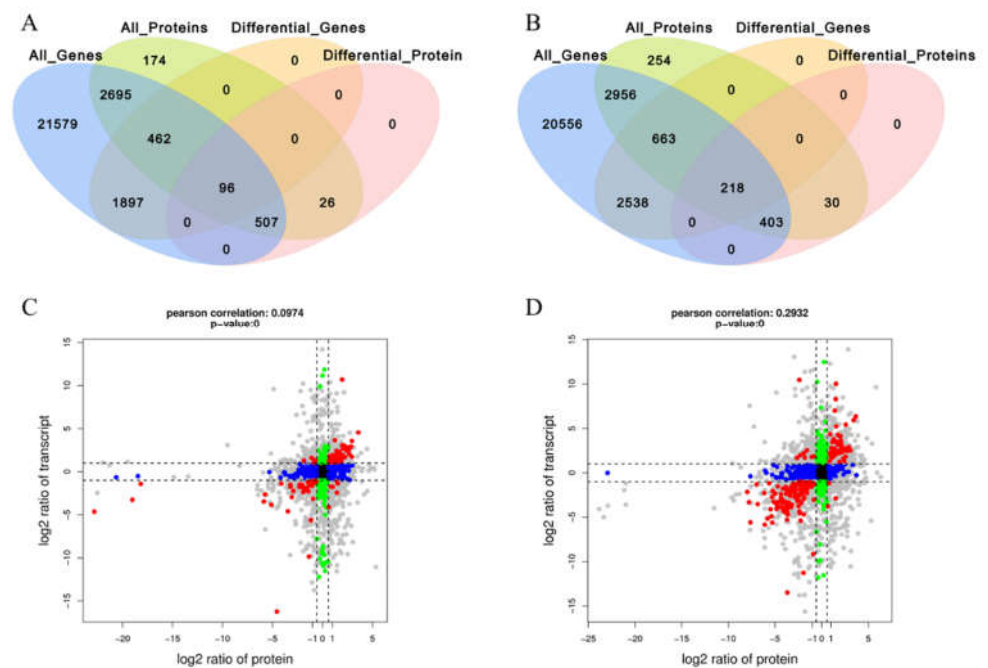 A
All_Proteins Differential_Genes
All_Genes Differential_Protein
174 0
2695 0 0
21579 462 0 0
96
1897 26
0 507
0
B
All_Proteins Differential_Genes
All_Genes Differential_Proteins
254 0
2956 0 0
20556 663 0 0
218
2538 30
0 403
0
C
pearson correlation: 0.0974
p-value:0
log2 ratio of transcript
15
10
5
0
-5
-10
-15
-20 -15 -10 -5 -1 0 1 5
log2 ratio of protein
D
pearson correlation: 0.2932
p-value:0
log2 ratio of transcript
15
10
5
0
-5
-10
-15
-25 -20 -15 -10 -5 -1 0 1 5
log2 ratio of protein